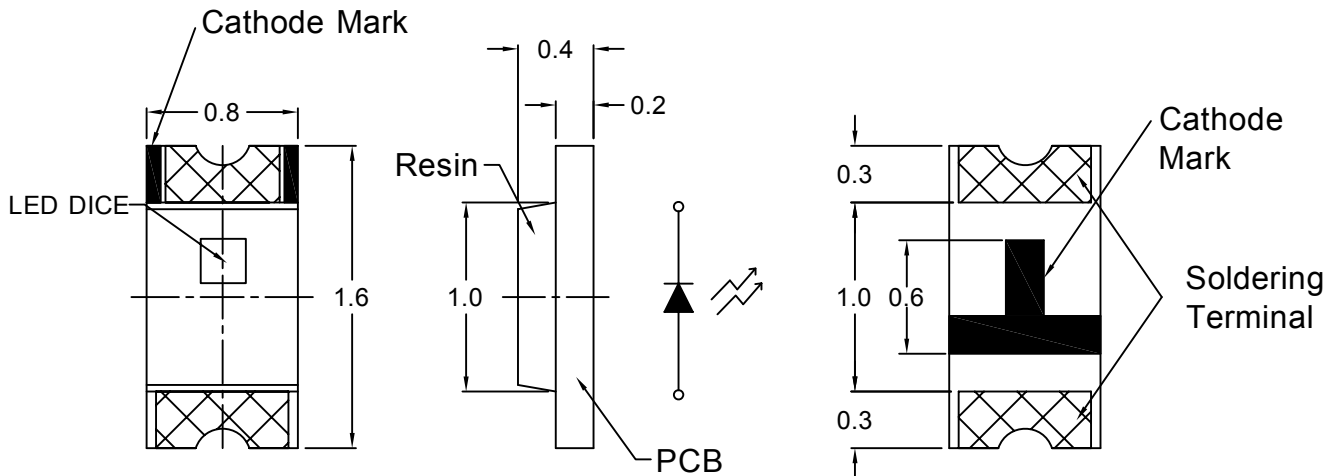 Cathode Mark
0.8
LED DICE
1.6
0.4
0.2
Resin
1.0
PCB
Cathode
Mark
0.3
1.0
0.6
0.3
Soldering
Terminal